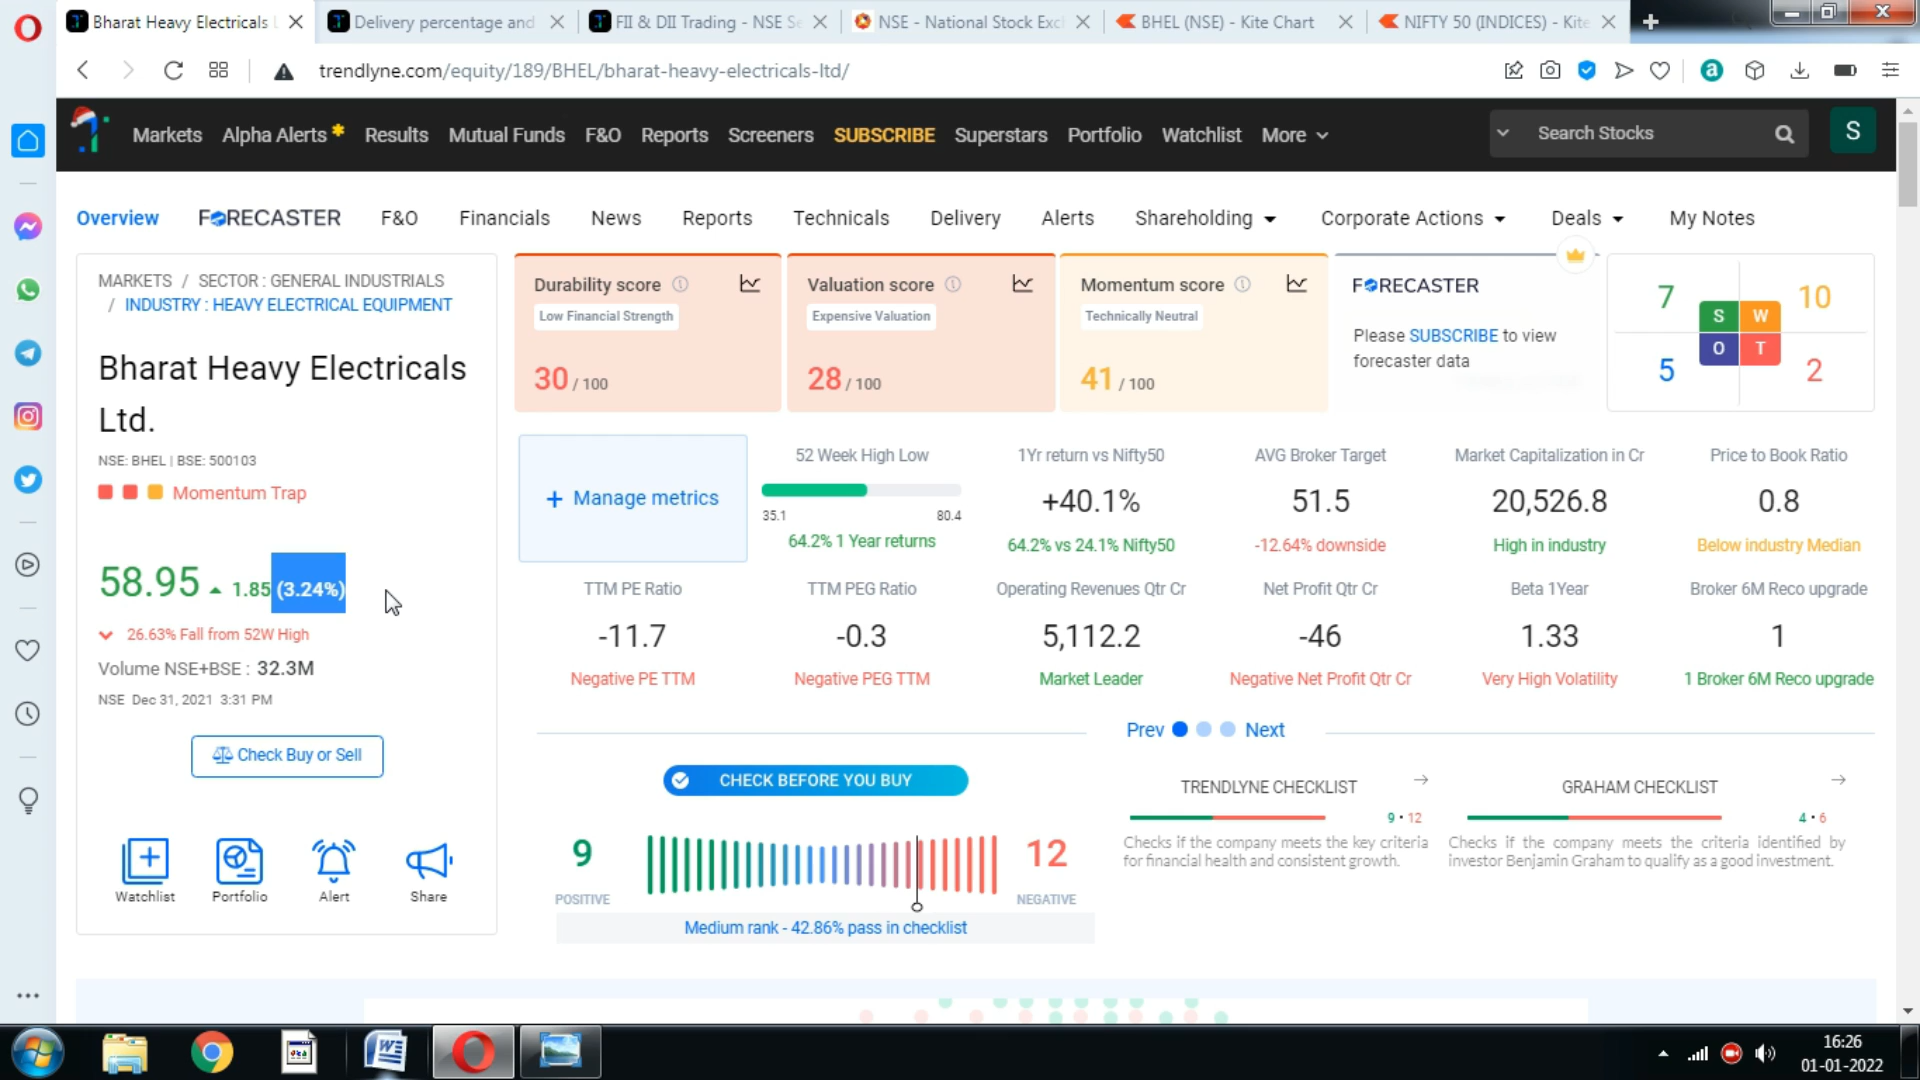 Bharat Heavy Electricals L
Delivery percentage and
FII & DII Trading - NSE Se
NSE - National Stock Exc
BHEL (NSE) - Kite Chart
NIFTY 50 (INDICES) - Kite
trendlyne.com/equity/189/BHEL/bharat-heavy-electricals-ltd/
Markets Alpha Alerts Results Mutual Funds F&O Reports Screeners SUBSCRIBE Superstars Portfolio Watchlist More
Search Stocks
S
Overview FORECASTER F&O Financials News Reports Technicals Delivery Alerts Shareholding Corporate Actions Deals My Notes
MARKETS / SECTOR : GENERAL INDUSTRIALS
/ INDUSTRY : HEAVY ELECTRICAL EQUIPMENT
Bharat Heavy Electricals
Ltd.
NSE: BHEL | BSE: 500103
Momentum Trap
58.95 1.85 (3.24%)
26.63% Fall from 52W High
Volume NSE+BSE : 32.3M
NSE Dec 31, 2021 3:31 PM
Check Buy or Sell
Watchlist Portfolio Alert Share
Durability score
Low Financial Strength
30 / 100
Valuation score
Expensive Valuation
28 / 100
Momentum score
Technically Neutral
41 / 100
FORECASTER
Please SUBSCRIBE to view
forecaster data
7 10
S W
O T
5 2
+ Manage metrics
52 Week High Low
35.1 80.4
64.2% 1 Year returns
1Yr return vs Nifty50
+40.1%
64.2% vs 24.1% Nifty50
AVG Broker Target
51.5
-12.64% downside
Market Capitalization in Cr
20,526.8
High in industry
Price to Book Ratio
0.8
Below industry Median
TTM PE Ratio
-11.7
Negative PE TTM
TTM PEG Ratio
-0.3
Negative PEG TTM
Operating Revenues Qtr Cr
5,112.2
Market Leader
Net Profit Qtr Cr
-46
Negative Net Profit Qtr Cr
Beta 1Year
1.33
Very High Volatility
Broker 6M Reco upgrade
1
1 Broker 6M Reco upgrade
Prev Next
CHECK BEFORE YOU BUY
9
POSITIVE
12
NEGATIVE
Medium rank - 42.86% pass in checklist
TRENDLYNE CHECKLIST
9 • 12
Checks if the company meets the key criteria
for financial health and consistent growth.
GRAHAM CHECKLIST
4 • 6
Checks if the company meets the criteria identified by
investor Benjamin Graham to qualify as a good investment.
16:26
01-01-2022